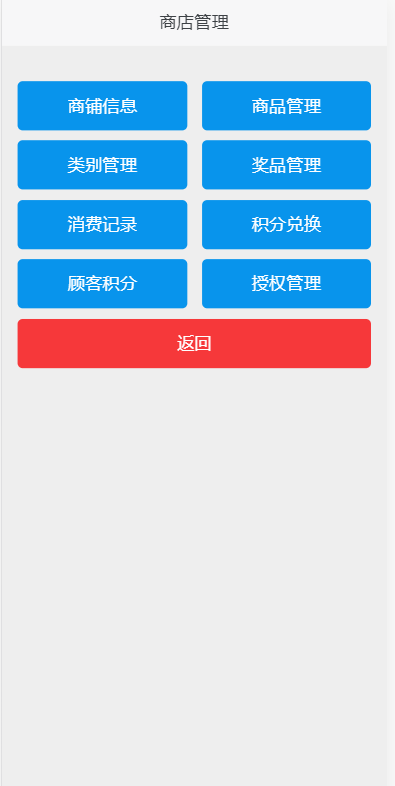 商店管理
商铺信息 商品管理
类别管理 奖品管理
消费记录 积分兑换
顾客积分 授权管理
返回